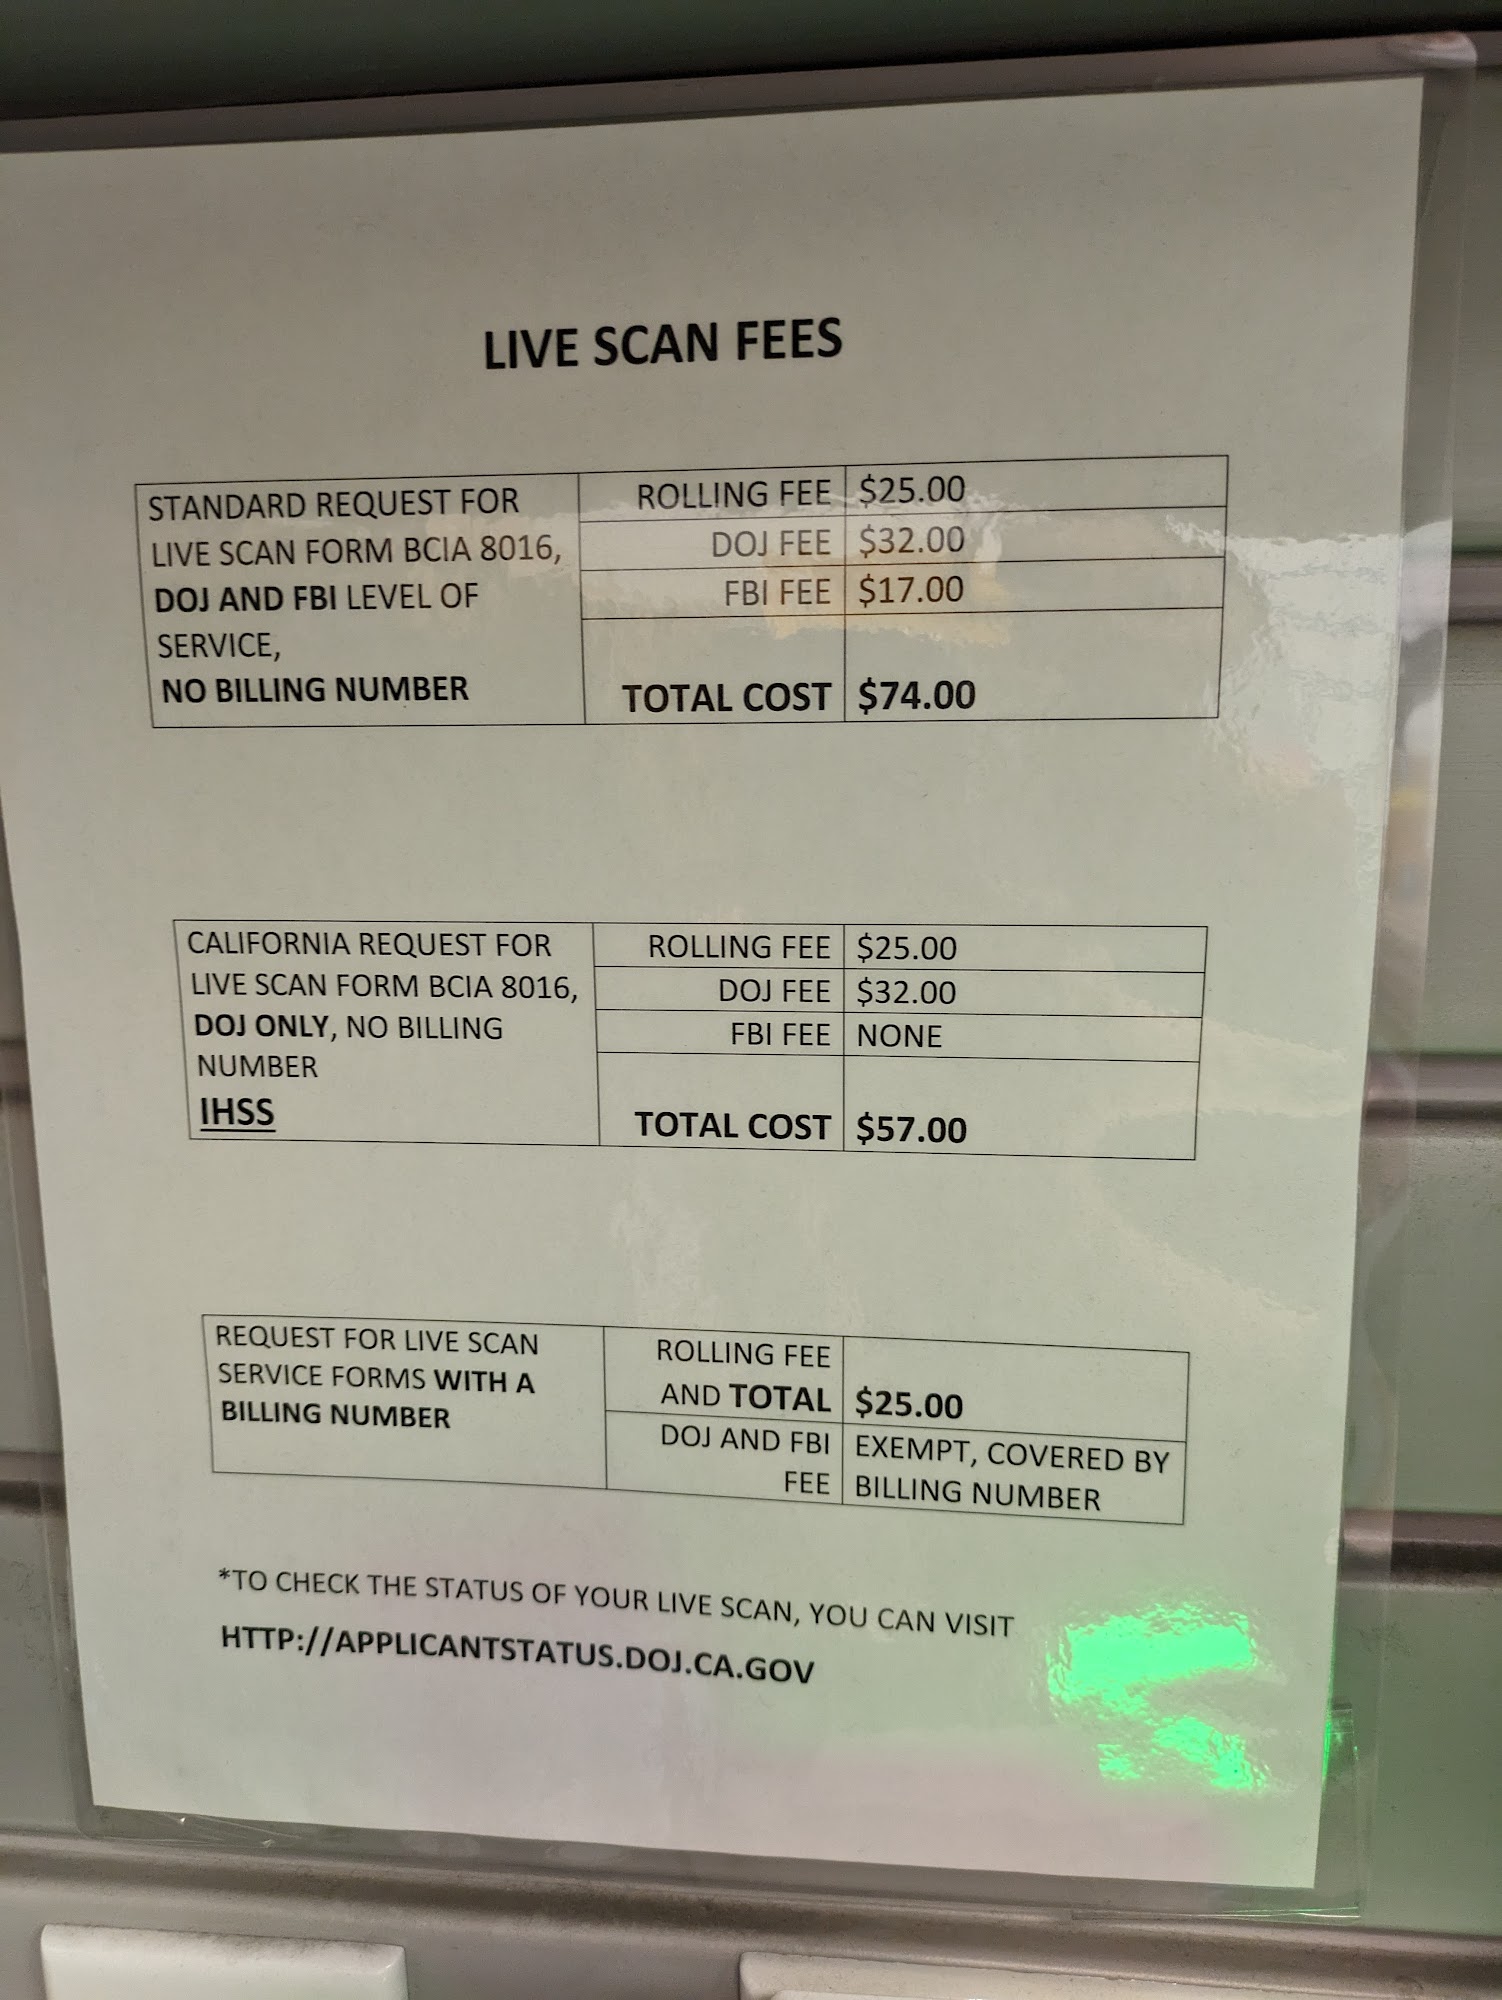 LIVE SCAN FEES
STANDARD REQUEST FOR
LIVE SCAN FORM BCIA 8016,
DOJ AND FBI LEVEL OF
SERVICE,
NO BILLING NUMBER
ROLLING FEE $25.00
DOJ FEE $32.00
FBI FEE $17.00
TOTAL COST $74.00
CALIFORNIA REQUEST FOR
LIVE SCAN FORM BCIA 8016,
DOJ ONLY, NO BILLING
NUMBER
IHSS
ROLLING FEE $25.00
DOJ FEE $32.00
FBI FEE NONE
TOTAL COST $57.00
REQUEST FOR LIVE SCAN
SERVICE FORMS WITH A
BILLING NUMBER
ROLLING FEE
AND TOTAL $25.00
DOJ AND FBI EXEMPT, COVERED BY
FEE BILLING NUMBER
*TO CHECK THE STATUS OF YOUR LIVE SCAN, YOU CAN VISIT
HTTP://APPLICANTSTATUS.DOJ.CA.GOV